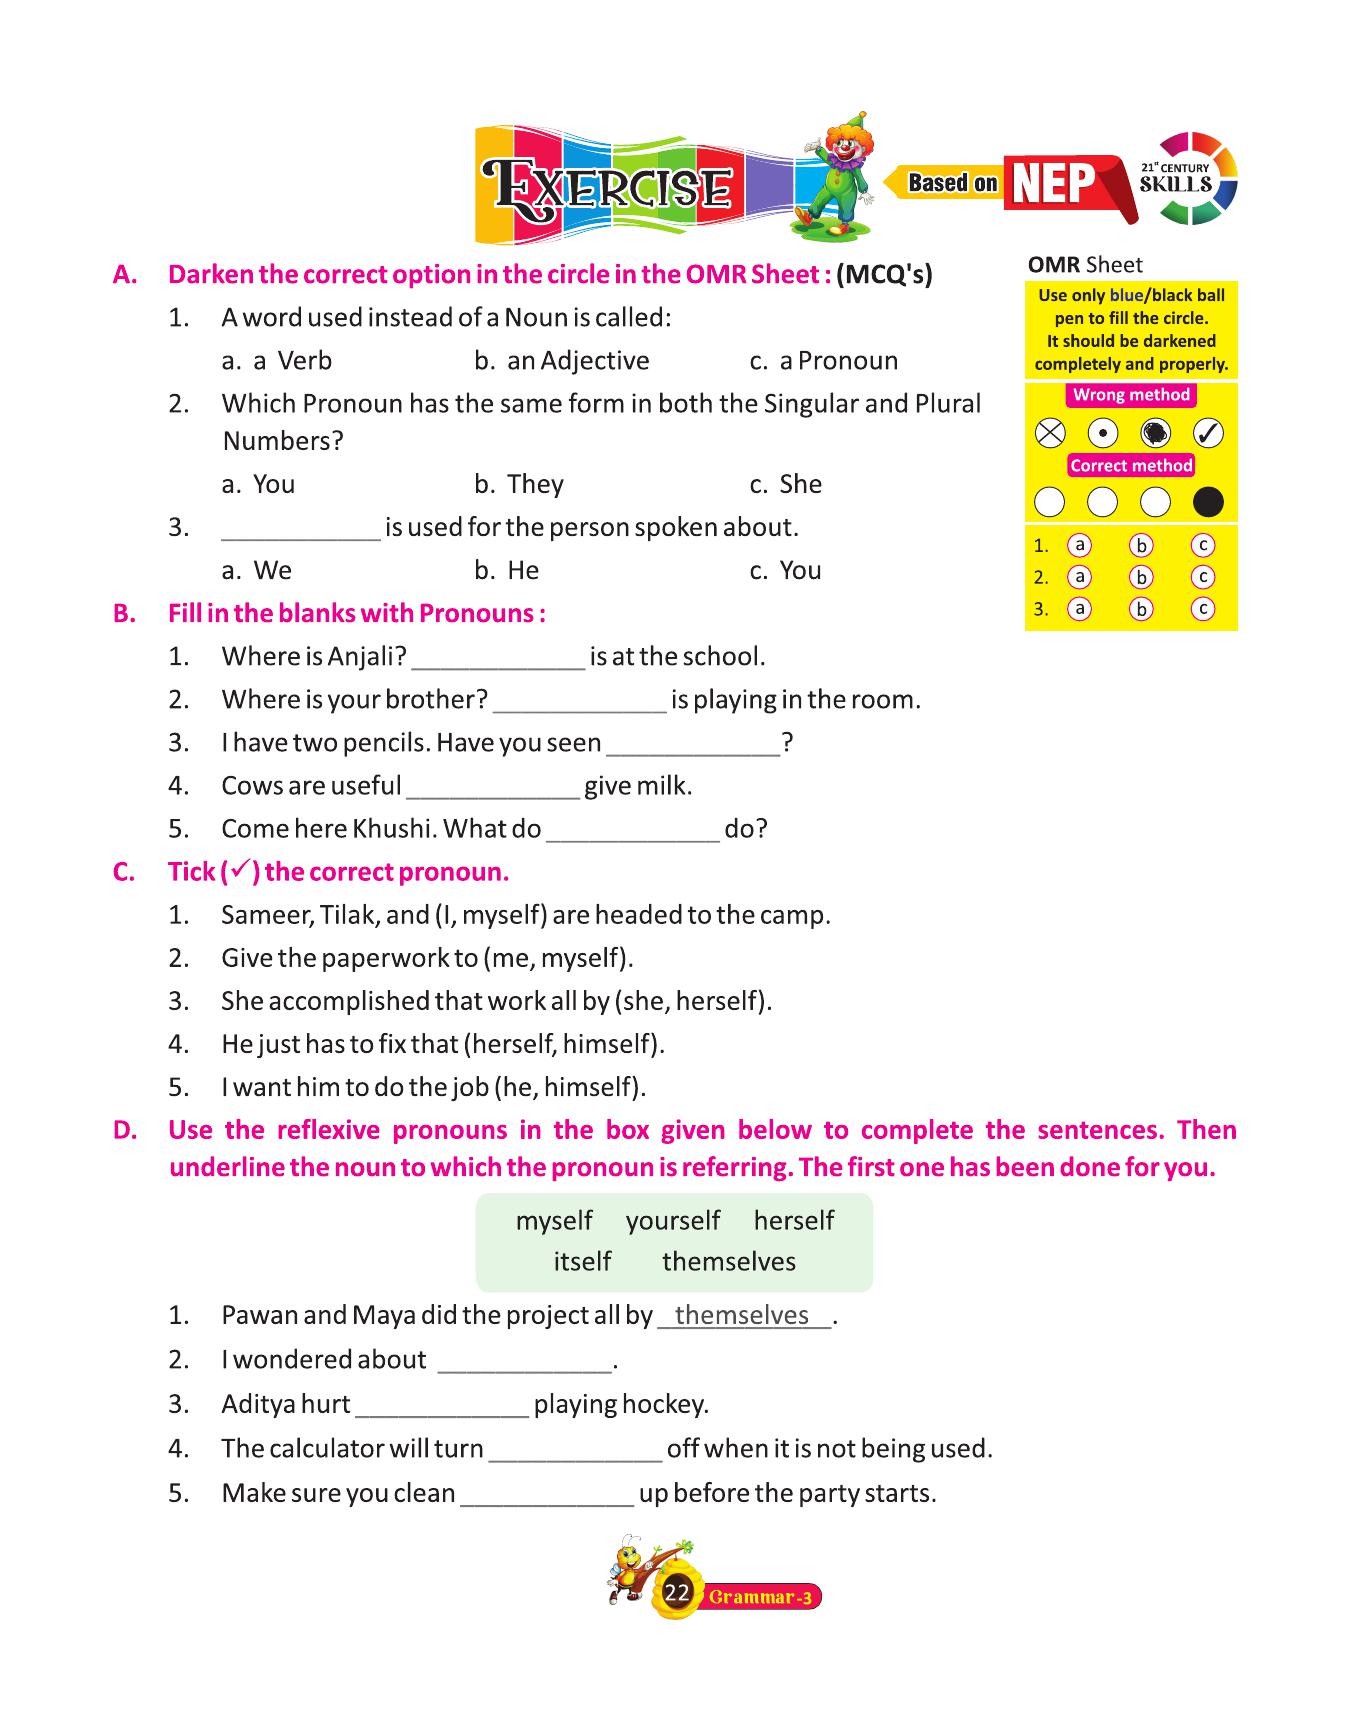 EXERCISE
Based on NEP
21st CENTURY
SKILLS
A. Darken the correct option in the circle in the OMR Sheet : (MCQ's)
1. A word used instead of a Noun is called:
a. a Verb b. an Adjective c. a Pronoun
2. Which Pronoun has the same form in both the Singular and Plural
Numbers?
a. You b. They c. She
3. ____________ is used for the person spoken about.
a. We b. He c. You
OMR Sheet
Use only blue/black ball
pen to fill the circle.
It should be darkened
completely and properly.
Wrong method
Correct method
1. a b c
2. a b c
3. a b c
B. Fill in the blanks with Pronouns :
1. Where is Anjali? _____________ is at the school.
2. Where is your brother? _____________ is playing in the room.
3. I have two pencils. Have you seen _____________?
4. Cows are useful _____________ give milk.
5. Come here Khushi. What do _____________ do?
C. Tick (✓) the correct pronoun.
1. Sameer, Tilak, and (I, myself) are headed to the camp.
2. Give the paperwork to (me, myself).
3. She accomplished that work all by (she, herself).
4. He just has to fix that (herself, himself).
5. I want him to do the job (he, himself).
D. Use the reflexive pronouns in the box given below to complete the sentences. Then
underline the noun to which the pronoun is referring. The first one has been done for you.
myself yourself herself
itself themselves
1. Pawan and Maya did the project all by themselves.
2. I wondered about _____________.
3. Aditya hurt _____________ playing hockey.
4. The calculator will turn _____________ off when it is not being used.
5. Make sure you clean _____________ up before the party starts.
22 Grammar-3